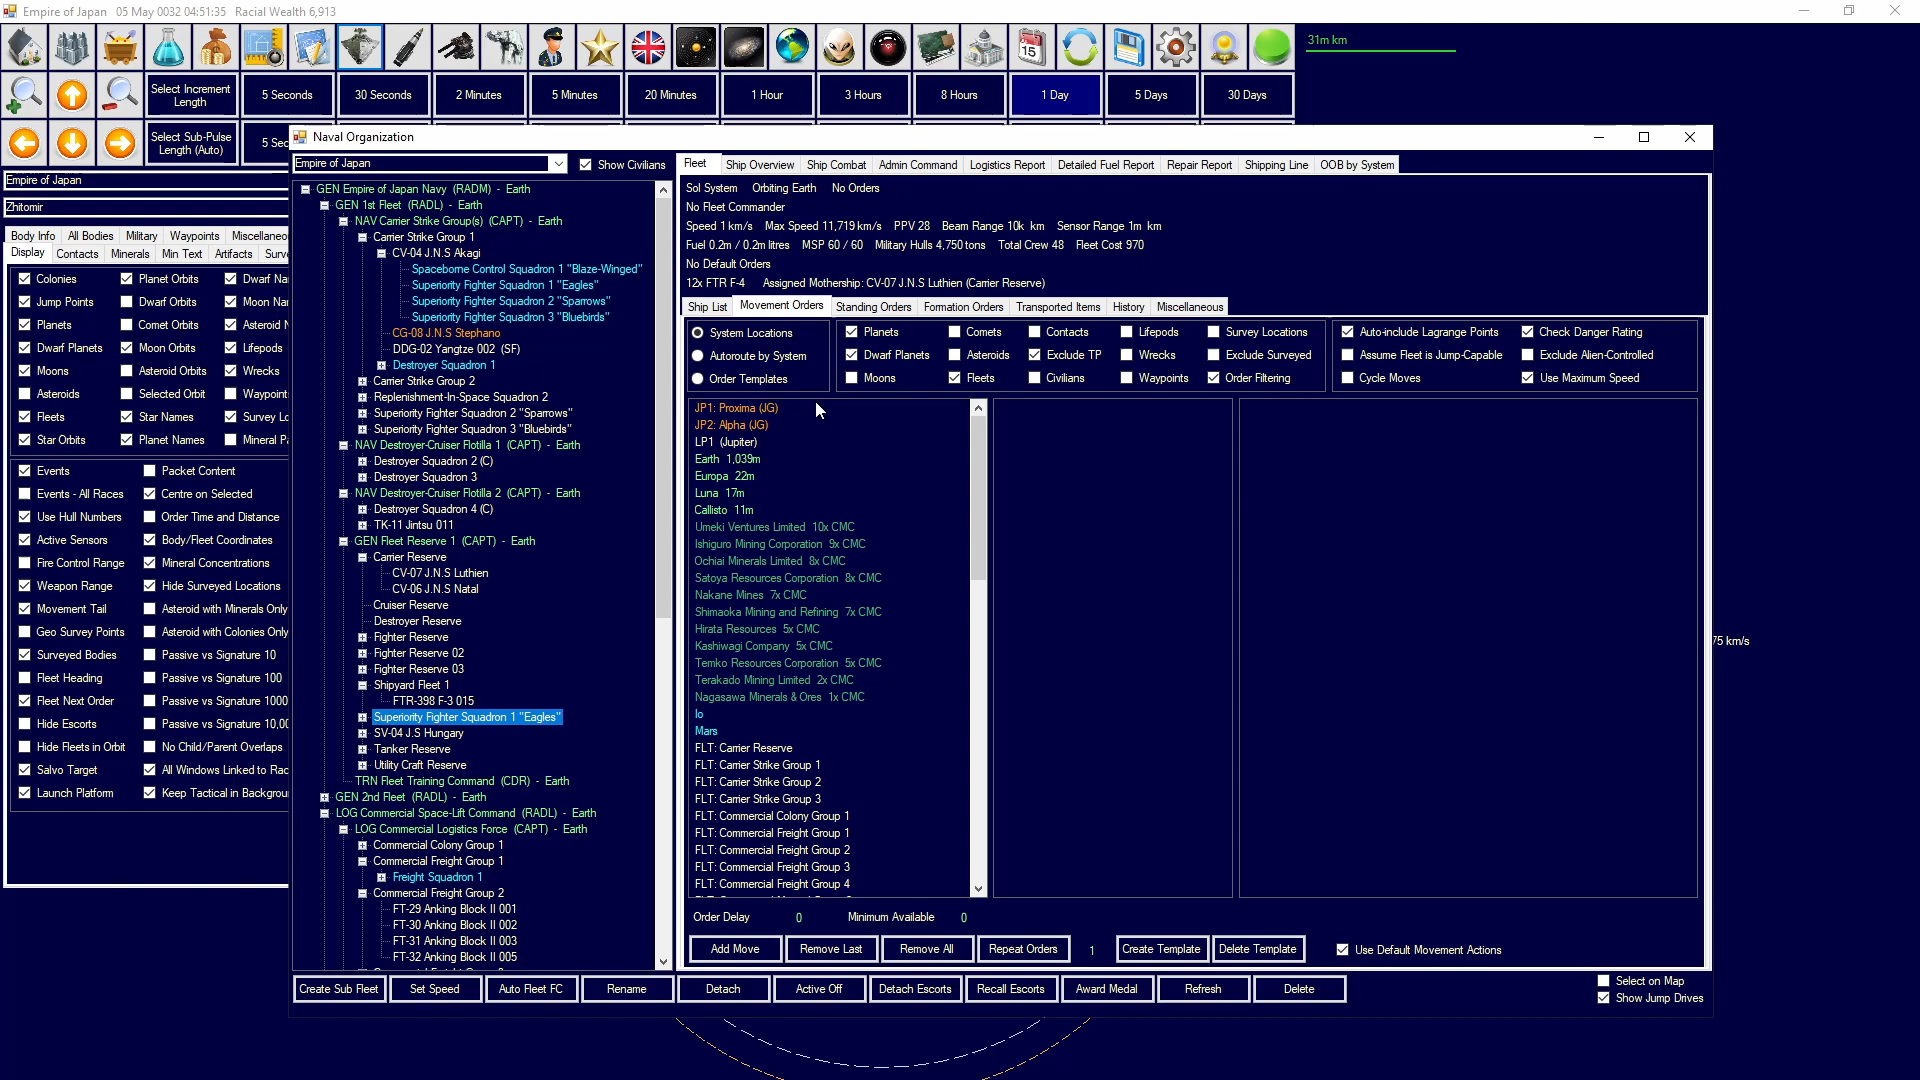 Empire of Japan   05 May 0032 04:51:35   Racial Wealth 6,913
31m km
Select Increment Length
5 Seconds
30 Seconds
2 Minutes
5 Minutes
20 Minutes
1 Hour
3 Hours
8 Hours
1 Day
5 Days
30 Days
Select Sub-Pulse Length (Auto)
5 Sec
Empire of Japan
Zhitomir
Body Info   All Bodies   Military   Waypoints   Miscellaneou
Display   Contacts   Minerals   Min Text   Artifacts   Surv
Colonies   Planet Orbits   Dwarf Na
Jump Points   Dwarf Orbits   Moon Na
Planets   Comet Orbits   Asteroid N
Dwarf Planets   Moon Orbits   Lifepods
Moons   Asteroid Orbits   Wrecks
Asteroids   Selected Orbit   Waypoint
Fleets   Star Names   Survey Lo
Star Orbits   Planet Names   Mineral P
Events   Packet Content
Events - All Races   Centre on Selected
Use Hull Numbers   Order Time and Distance
Active Sensors   Body/Fleet Coordinates
Fire Control Range   Mineral Concentrations
Weapon Range   Hide Surveyed Locations
Movement Tail   Asteroid with Minerals Only
Geo Survey Points   Asteroid with Colonies Only
Surveyed Bodies   Passive vs Signature 10
Fleet Heading   Passive vs Signature 100
Fleet Next Order   Passive vs Signature 1000
Hide Escorts   Passive vs Signature 10,00
Hide Fleets in Orbit   No Child/Parent Overlaps
Salvo Target   All Windows Linked to Rac
Launch Platform   Keep Tactical in Backgrou
Naval Organization
Empire of Japan   Show Civilians
GEN Empire of Japan Navy (RADM) - Earth
GEN 1st Fleet (RADL) - Earth
NAV Carrier Strike Group(s) (CAPT) - Earth
Carrier Strike Group 1
CV-04 J.N.S Akagi
Spaceborne Control Squadron 1 "Blaze-Winged"
Superiority Fighter Squadron 1 "Eagles"
Superiority Fighter Squadron 2 "Sparrows"
Superiority Fighter Squadron 3 "Bluebirds"
CG-08 J.N.S Stephano
DDG-02 Yangtze 002 (SF)
Destroyer Squadron 1
Carrier Strike Group 2
Replenishment-In-Space Squadron 2
Superiority Fighter Squadron 2 "Sparrows"
Superiority Fighter Squadron 3 "Bluebirds"
NAV Destroyer-Cruiser Flotilla 1 (CAPT) - Earth
Destroyer Squadron 2 (C)
Destroyer Squadron 3
NAV Destroyer-Cruiser Flotilla 2 (CAPT) - Earth
Destroyer Squadron 4 (C)
TK-11 Jintsu 011
GEN Fleet Reserve 1 (CAPT) - Earth
Carrier Reserve
CV-07 J.N.S Luthien
CV-06 J.N.S Natal
Cruiser Reserve
Destroyer Reserve
Fighter Reserve
Fighter Reserve 02
Fighter Reserve 03
Shipyard Fleet 1
FTR-398 F-3 015
Superiority Fighter Squadron 1 "Eagles"
SV-04 J.S Hungary
Tanker Reserve
Utility Craft Reserve
TRN Fleet Training Command (CDR) - Earth
GEN 2nd Fleet (RADL) - Earth
LOG Commercial Space-Lift Command (RADL) - Earth
LOG Commercial Logistics Force (CAPT) - Earth
Commercial Colony Group 1
Commercial Freight Group 1
Freight Squadron 1
Commercial Freight Group 2
FT-29 Anking Block II 001
FT-30 Anking Block II 002
FT-31 Anking Block II 003
FT-32 Anking Block II 005
Fleet   Ship Overview   Ship Combat   Admin Command   Logistics Report   Detailed Fuel Report   Repair Report   Shipping Line   OOB by System
Sol System   Orbiting Earth   No Orders
No Fleet Commander
Speed 1 km/s   Max Speed 11,719 km/s   PPV 28   Beam Range 10k km   Sensor Range 1m km
Fuel 0.2m / 0.2m litres   MSP 60 / 60   Military Hulls 4,750 tons   Total Crew 48   Fleet Cost 970
No Default Orders
12x FTR F-4   Assigned Mothership: CV-07 J.N.S Luthien (Carrier Reserve)
Ship List   Movement Orders   Standing Orders   Formation Orders   Transported Items   History   Miscellaneous
System Locations   Planets   Comets   Contacts   Lifepods   Survey Locations   Auto-include Lagrange Points   Check Danger Rating
Autoroute by System   Dwarf Planets   Asteroids   Exclude TP   Wrecks   Exclude Surveyed   Assume Fleet is Jump-Capable   Exclude Alien-Controlled
Order Templates   Moons   Fleets   Civilians   Waypoints   Order Filtering   Cycle Moves   Use Maximum Speed
JP1: Proxima (JG)
JP2: Alpha (JG)
LP1 (Jupiter)
Earth 1,039m
Europa 22m
Luna 17m
Callisto 11m
Umeki Ventures Limited 10x CMC
Ishiguro Mining Corporation 9x CMC
Ochiai Minerals Limited 8x CMC
Satoya Resources Corporation 8x CMC
Nakane Mines 7x CMC
Shimaoka Mining and Refining 7x CMC
Hirata Resources 5x CMC
Kashiwagi Company 5x CMC
Temko Resources Corporation 5x CMC
Terakado Mining Limited 2x CMC
Nagasawa Minerals & Ores 1x CMC
Io
Mars
FLT: Carrier Reserve
FLT: Carrier Strike Group 1
FLT: Carrier Strike Group 2
FLT: Carrier Strike Group 3
FLT: Commercial Colony Group 1
FLT: Commercial Freight Group 1
FLT: Commercial Freight Group 2
FLT: Commercial Freight Group 3
FLT: Commercial Freight Group 4
75 km/s
Order Delay   0   Minimum Available   0
Add Move   Remove Last   Remove All   Repeat Orders   1   Create Template   Delete Template   Use Default Movement Actions
Create Sub Fleet   Set Speed   Auto Fleet FC   Rename   Detach   Active Off   Detach Escorts   Recall Escorts   Award Medal   Refresh   Delete
Select on Map
Show Jump Drives